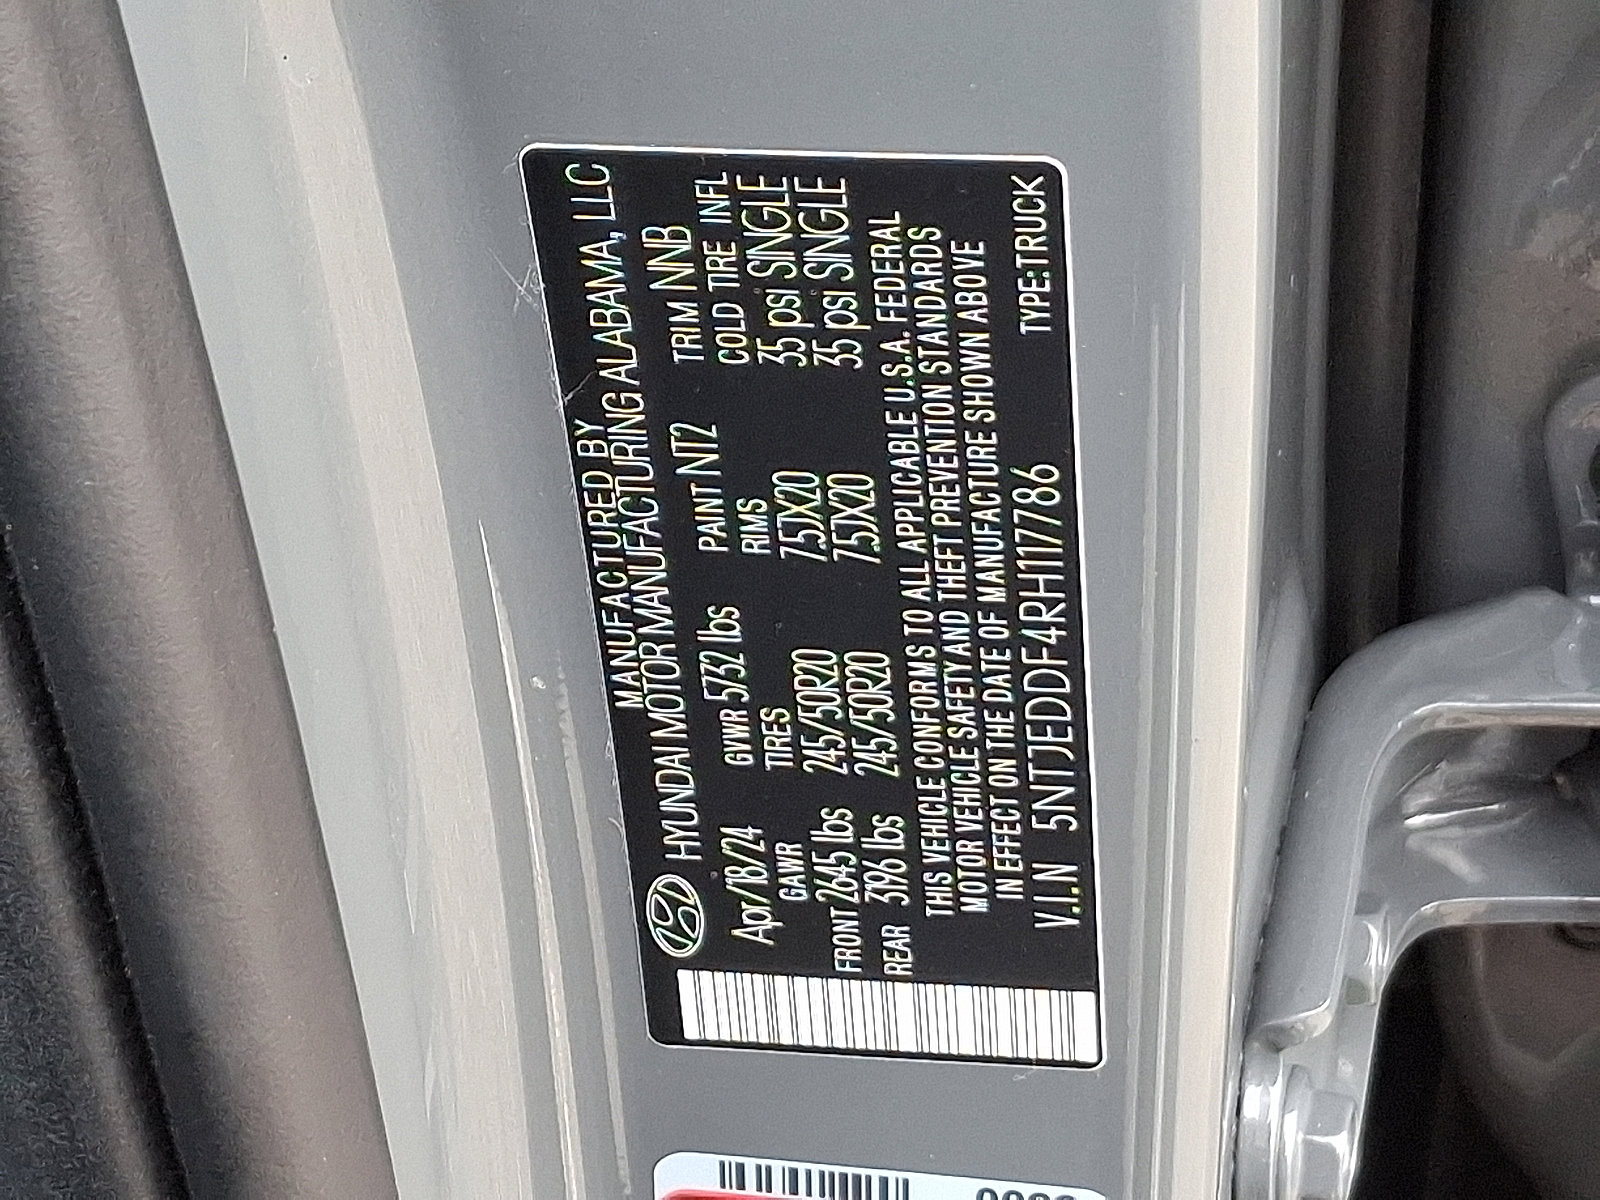 MANUFACTURED BY
HYUNDAI MOTOR MANUFACTURING ALABAMA, LLC
Apr/18/24 GVWR 5732 lbs PAINT NT2 TRIM NNB
GAWR TIRES RIMS COLD TIRE INFL
FRONT 2645 lbs 245/50R20 7.5JX20 35 psi SINGLE
REAR 3196 lbs 245/50R20 7.5JX20 35 psi SINGLE
THIS VEHICLE CONFORMS TO ALL APPLICABLE U.S.A. FEDERAL
MOTOR VEHICLE SAFETY AND THEFT PREVENTION STANDARDS
IN EFFECT ON THE DATE OF MANUFACTURE SHOWN ABOVE
V.I.N 5NTJEDDF4RH117786 TYPE:TRUCK